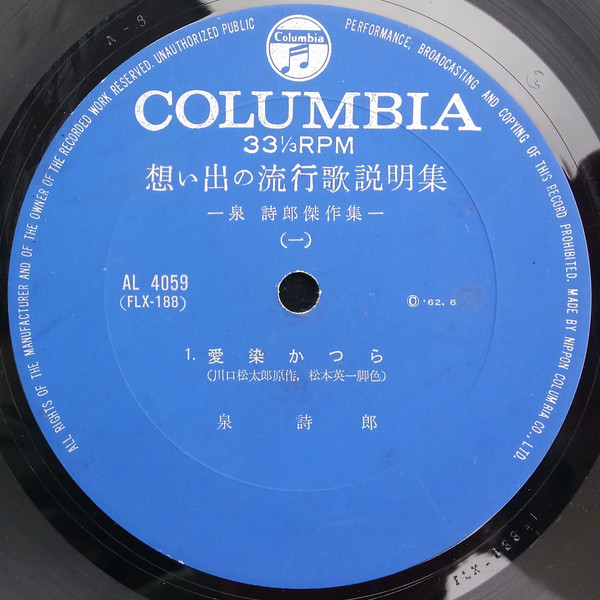 ALL RIGHTS OF THE MANUFACTURER AND OF THE OWNER OF THE RECORDED WORK RESERVED. UNAUTHORIZED PUBLIC PERFORMANCE, BROADCASTING AND COPYING OF THIS RECORD PROHIBITED. MADE BY NIPPON COLUMBIA CO., LTD.
Columbia
COLUMBIA
33⅓RPM
想い出の流行歌説明集
—泉 詩郎傑作集—
(一)
AL 4059
(FLX-188)
Ⓞ '62. 6
1. 愛染かつら
(川口松太郎原作, 松本英一脚色)
泉 詩郎